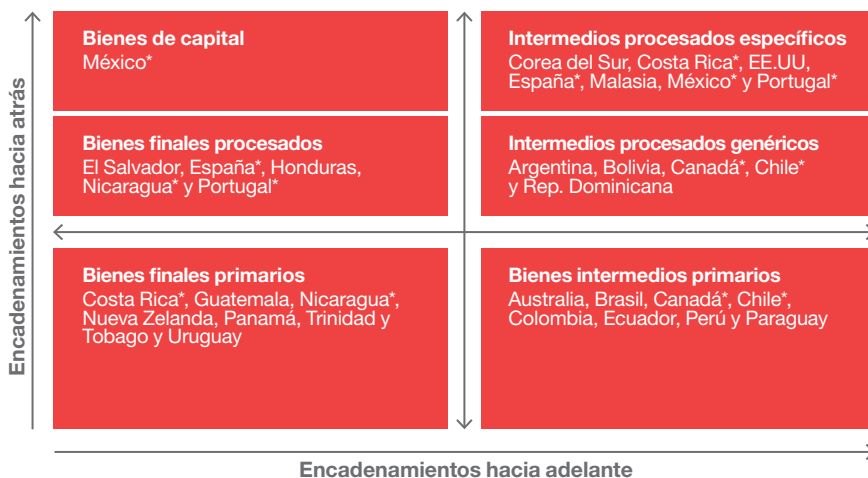 Encadenamientos hacia atrás
Bienes de capital
México*
Intermedios procesados específicos
Corea del Sur, Costa Rica*, EE.UU,
España*, Malasia, México* y Portugal*
Bienes finales procesados
El Salvador, España*, Honduras,
Nicaragua* y Portugal*
Intermedios procesados genéricos
Argentina, Bolivia, Canadá*, Chile*
y Rep. Dominicana
Bienes finales primarios
Costa Rica*, Guatemala, Nicaragua*,
Nueva Zelanda, Panamá, Trinidad y
Tobago y Uruguay
Bienes intermedios primarios
Australia, Brasil, Canadá*, Chile*,
Colombia, Ecuador, Perú y Paraguay
Encadenamientos hacia adelante